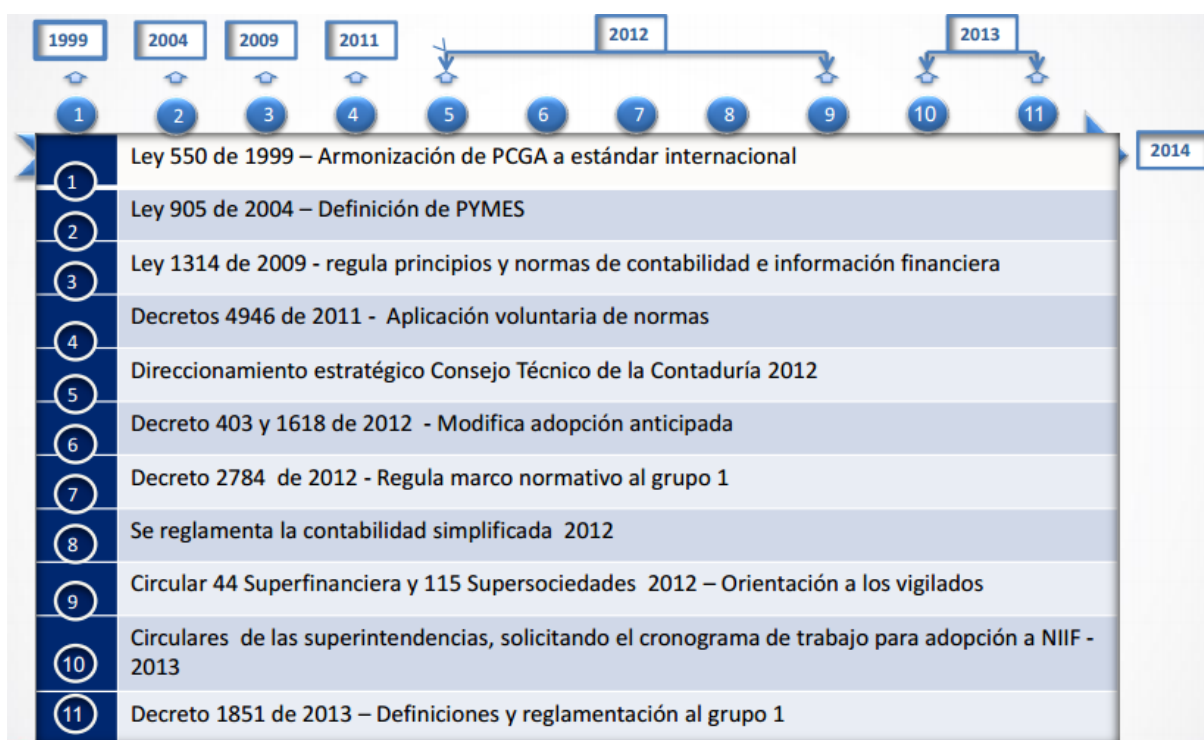 1999
2004
2009
2011
2012
2013
1
2
3
4
5
6
7
8
9
10
11
2014
1
Ley 550 de 1999 – Armonización de PCGA a estándar internacional
2
Ley 905 de 2004 – Definición de PYMES
3
Ley 1314 de 2009 - regula principios y normas de contabilidad e información financiera
4
Decretos 4946 de 2011 - Aplicación voluntaria de normas
5
Direccionamiento estratégico Consejo Técnico de la Contaduría 2012
6
Decreto 403 y 1618 de 2012 - Modifica adopción anticipada
7
Decreto 2784 de 2012 - Regula marco normativo al grupo 1
8
Se reglamenta la contabilidad simplificada 2012
9
Circular 44 Superfinanciera y 115 Supersociedades 2012 – Orientación a los vigilados
10
Circulares de las superintendencias, solicitando el cronograma de trabajo para adopción a NIIF -
2013
11
Decreto 1851 de 2013 – Definiciones y reglamentación al grupo 1